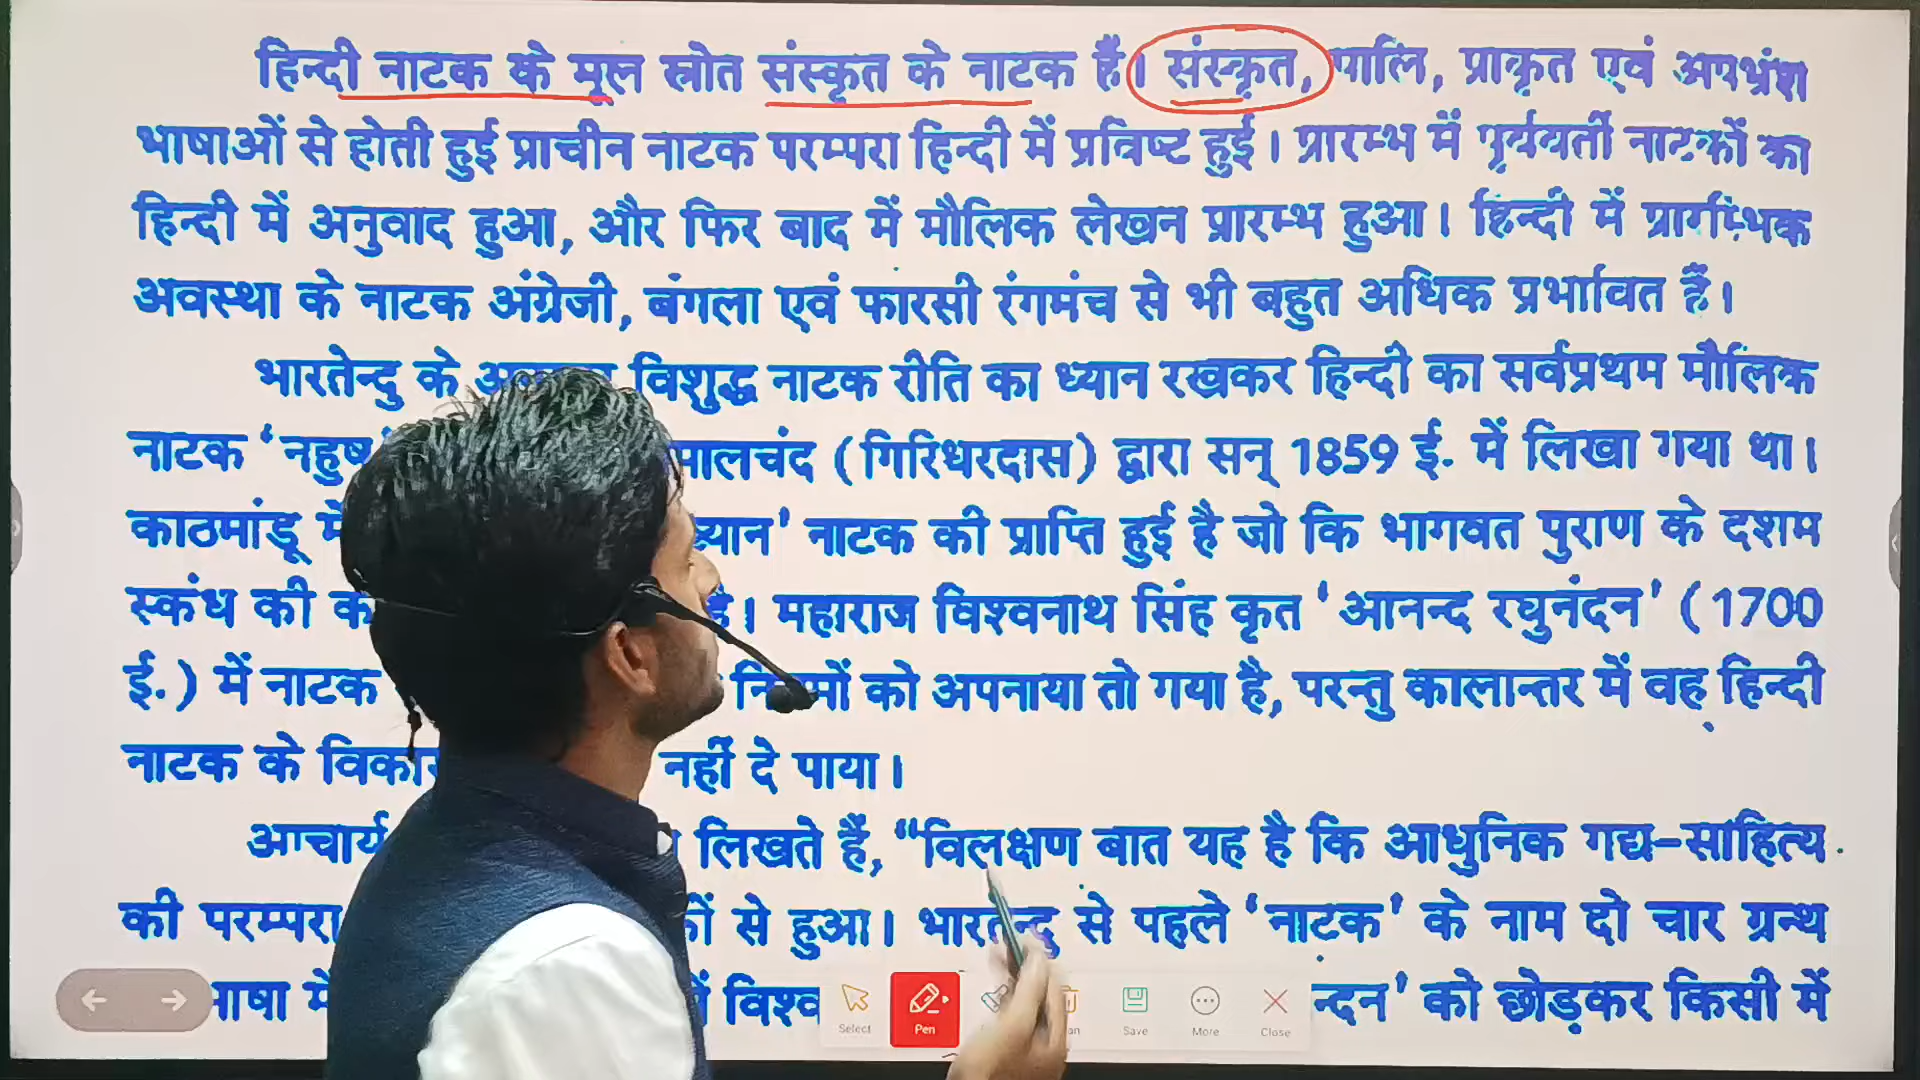 हिन्दी नाटक के मूल स्रोत संस्कृत के नाटक हैं। संस्कृत, पालि, प्राकृत एवं अपभ्रंश
भाषाओं से होती हुई प्राचीन नाटक परम्परा हिन्दी में प्रविष्ट हुई। प्रारम्भ में पूर्ववर्ती नाटकों का
हिन्दी में अनुवाद हुआ, और फिर बाद में मौलिक लेखन प्रारम्भ हुआ। हिन्दी में प्रारम्भिक
अवस्था के नाटक अंग्रेजी, बंगला एवं फारसी रंगमंच से भी बहुत अधिक प्रभावित हैं।
भारतेन्दु के विशुद्ध नाटक रीति का ध्यान रखकर हिन्दी का सर्वप्रथम मौलिक
नाटक 'नहुष पालचंद (गिरिधरदास) द्वारा सन् 1859 ई. में लिखा गया था।
काठमांडू में ख्यान' नाटक की प्राप्ति हुई है जो कि भागवत पुराण के दशम
स्कंध की क है। महाराज विश्वनाथ सिंह कृत 'आनन्द रघुनंदन' (1700
ई.) में नाटक नियमों को अपनाया तो गया है, परन्तु कालान्तर में वह हिन्दी
नाटक के विकास नहीं दे पाया।
आचार्य लिखते हैं, "विलक्षण बात यह है कि आधुनिक गद्य-साहित्य
की परम्परा कों से हुआ। भारतेन्दु से पहले 'नाटक' के नाम दो चार ग्रन्थ
भाषा में विश्व न्दन' को छोड़कर किसी में
Select Pen Save More Close